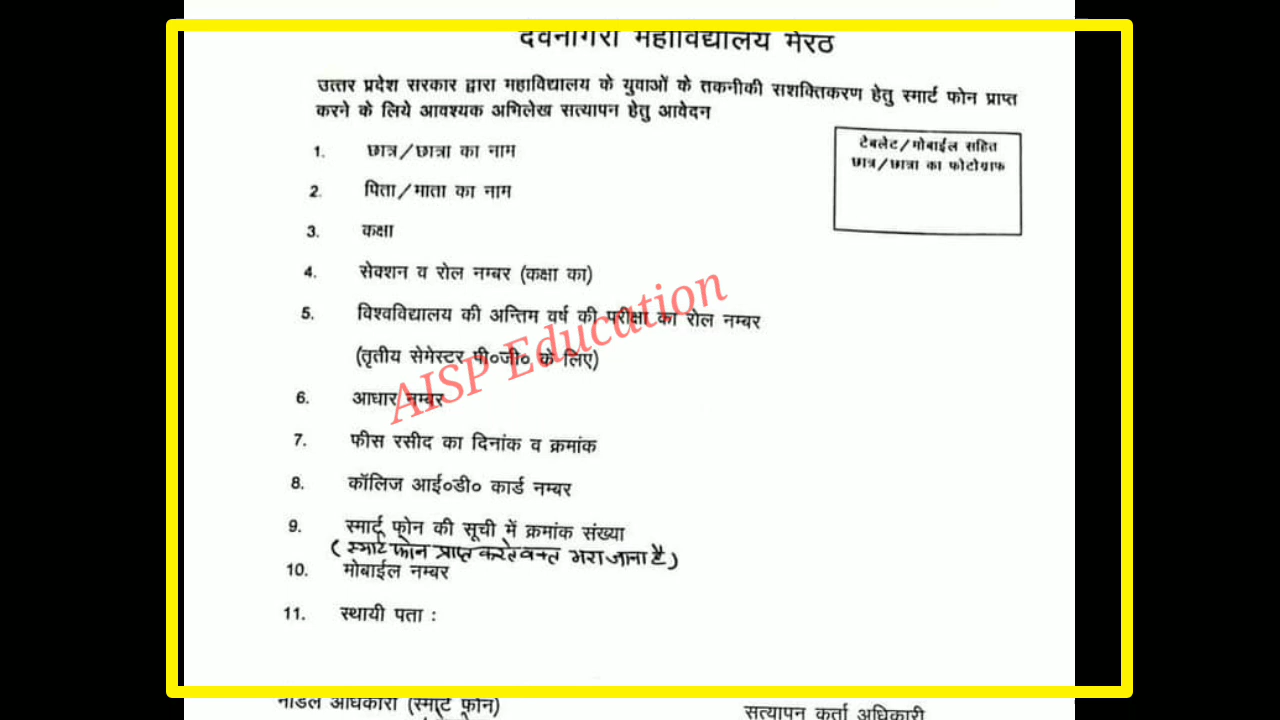 देवनागरी महाविद्यालय मेरठ
उत्तर प्रदेश सरकार द्वारा महाविद्यालय के युवाओं के तकनीकी सशक्तिकरण हेतु स्मार्ट फोन प्राप्त
करने के लिये आवश्यक अभिलेख सत्यापन हेतु आवेदन
टेबलेट/मोबाईल सहित
छात्र/छात्रा का फोटोग्राफ
1. छात्र/छात्रा का नाम
2. पिता/माता का नाम
3. कक्षा
4. सेक्शन व रोल नम्बर (कक्षा का)
5. विश्वविद्यालय की अन्तिम वर्ष की परीक्षा का रोल नम्बर
(तृतीय सेमेस्टर पी०जी० के लिए)
AISP Education
6. आधार नम्बर
7. फीस रसीद का दिनांक व क्रमांक
8. कॉलिज आई०डी० कार्ड नम्बर
9. स्मार्ट फोन की सूची में क्रमांक संख्या
(स्मार्ट फोन प्राप्त करते वक्त भरा जाना है)
10. मोबाईल नम्बर
11. स्थायी पता :
नोडल अधिकारी (स्मार्ट फोन)
सत्यापन कर्ता अधिकारी